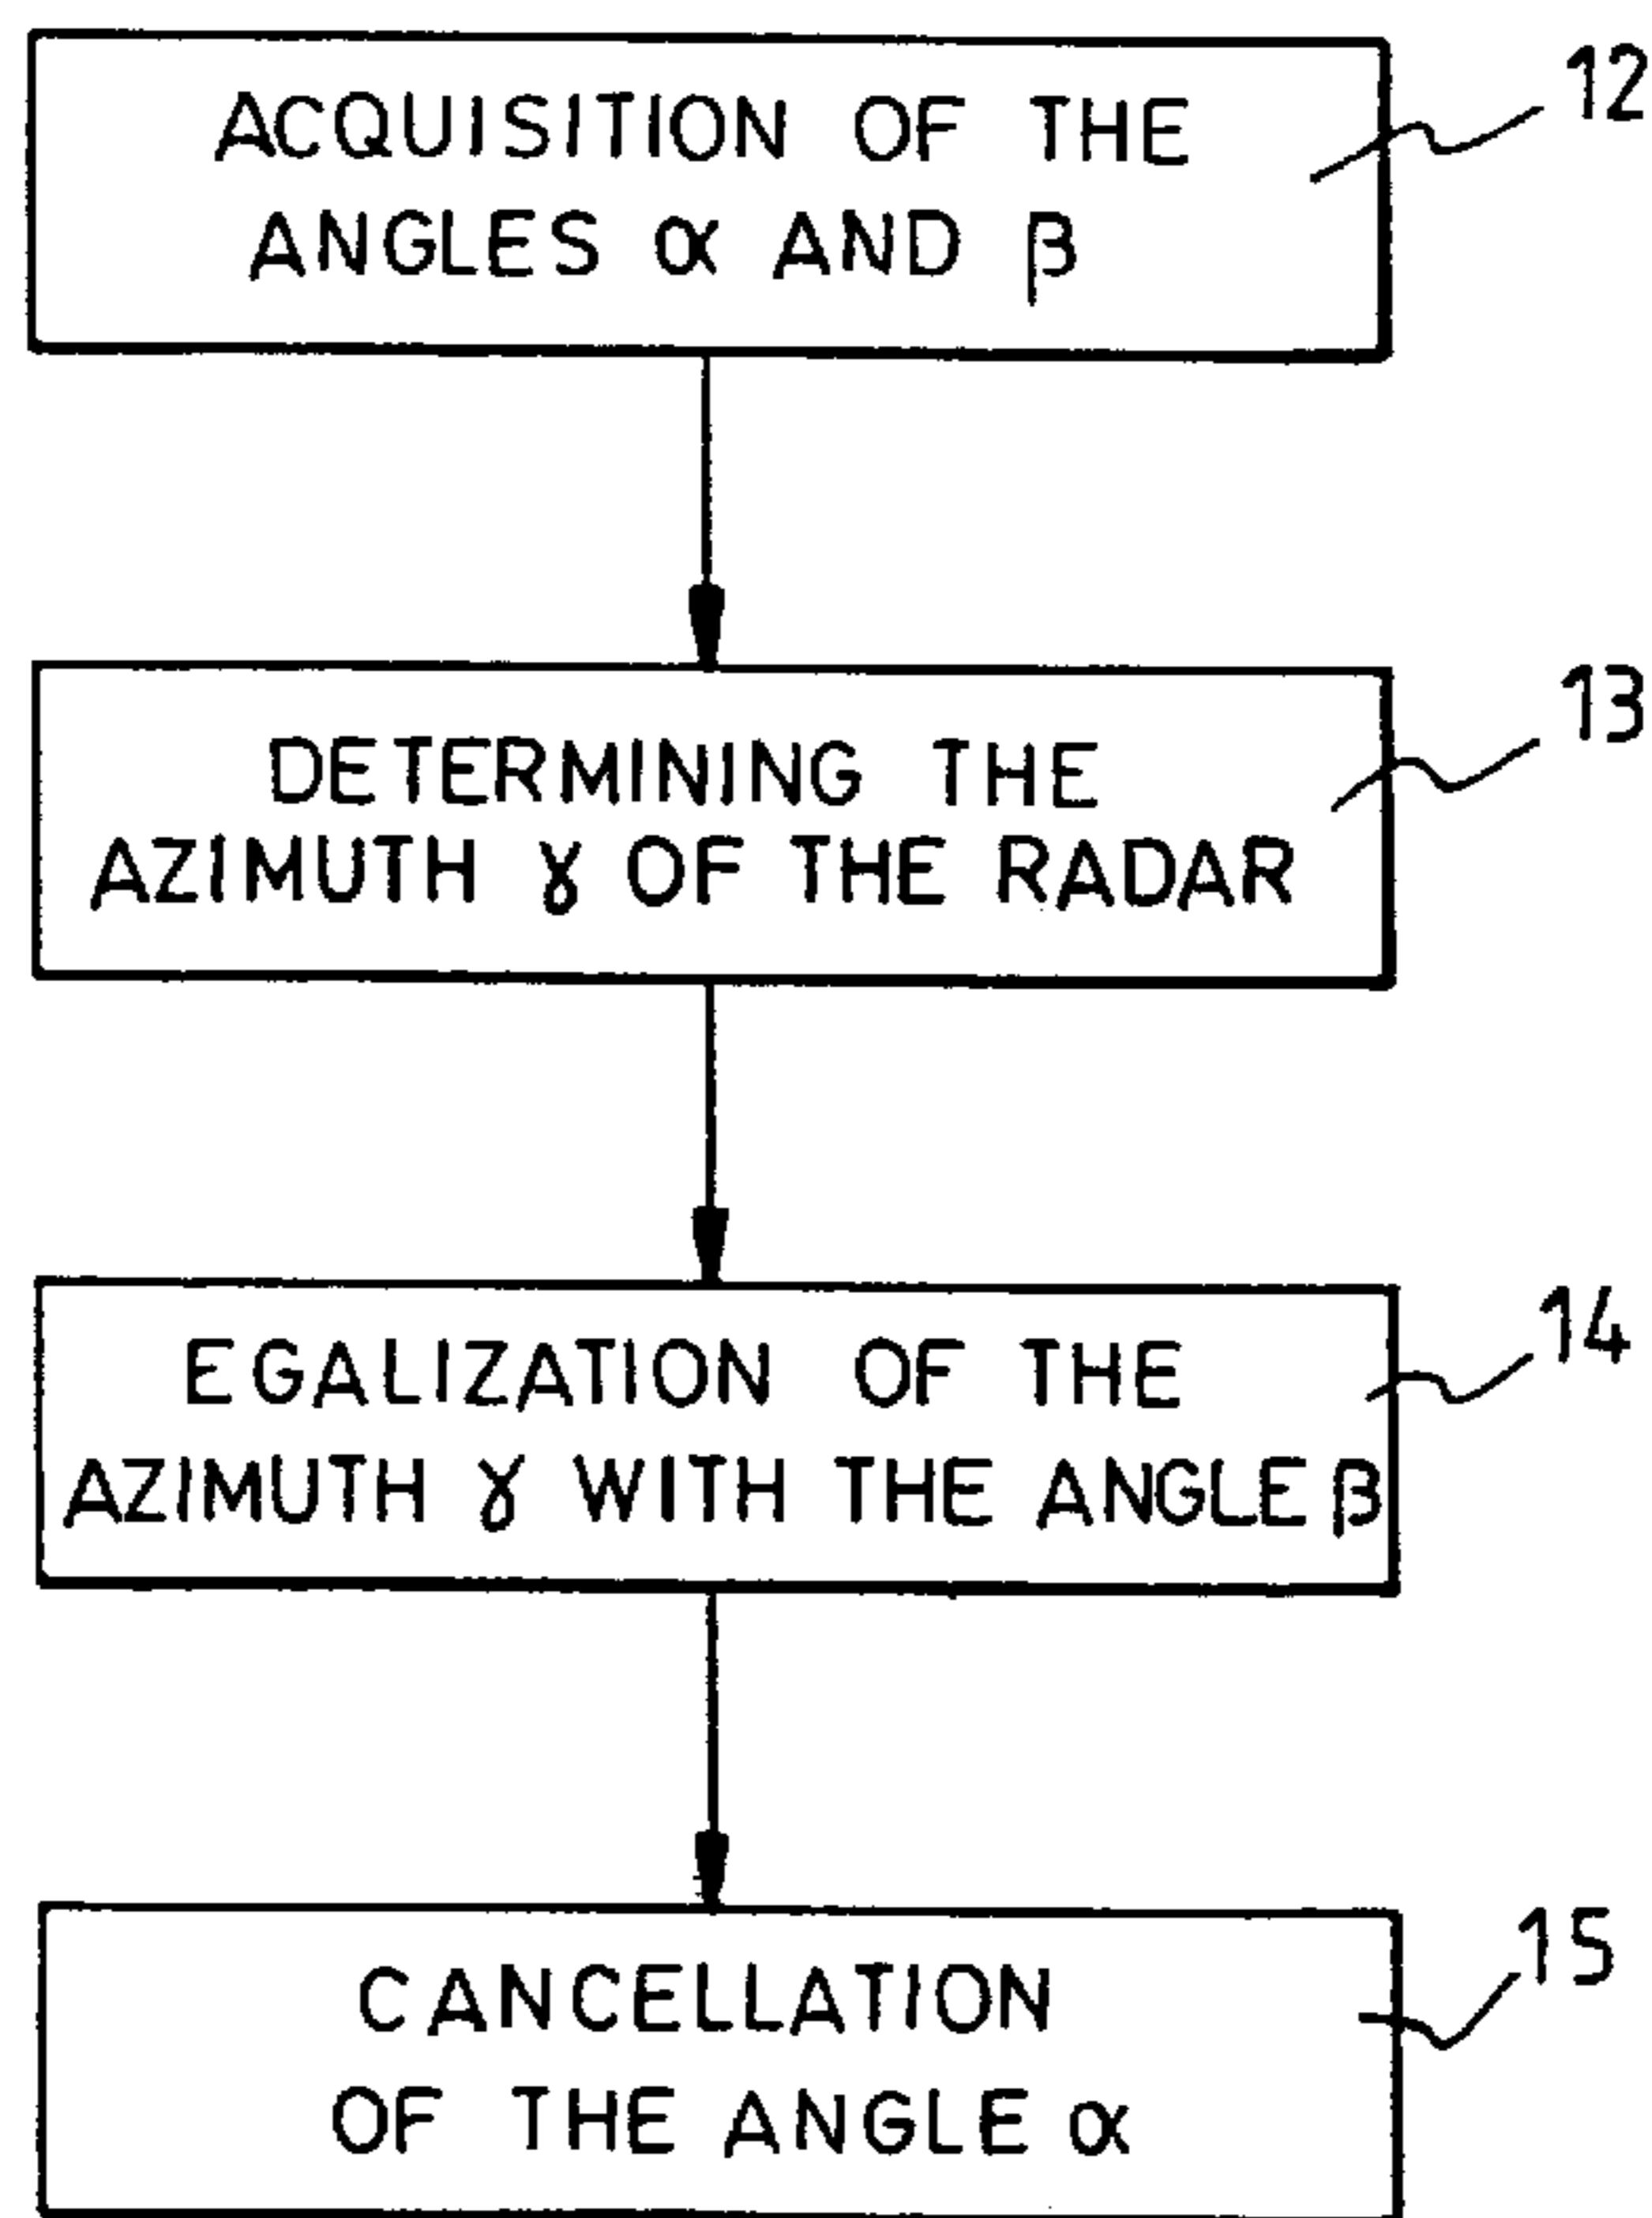 ACQUISITION OF THE
ANGLES α AND β
12
DETERMINING THE
AZIMUTH γ OF THE RADAR
13
EGALIZATION OF THE
AZIMUTH γ WITH THE ANGLE β
14
CANCELLATION
OF THE ANGLE α
15